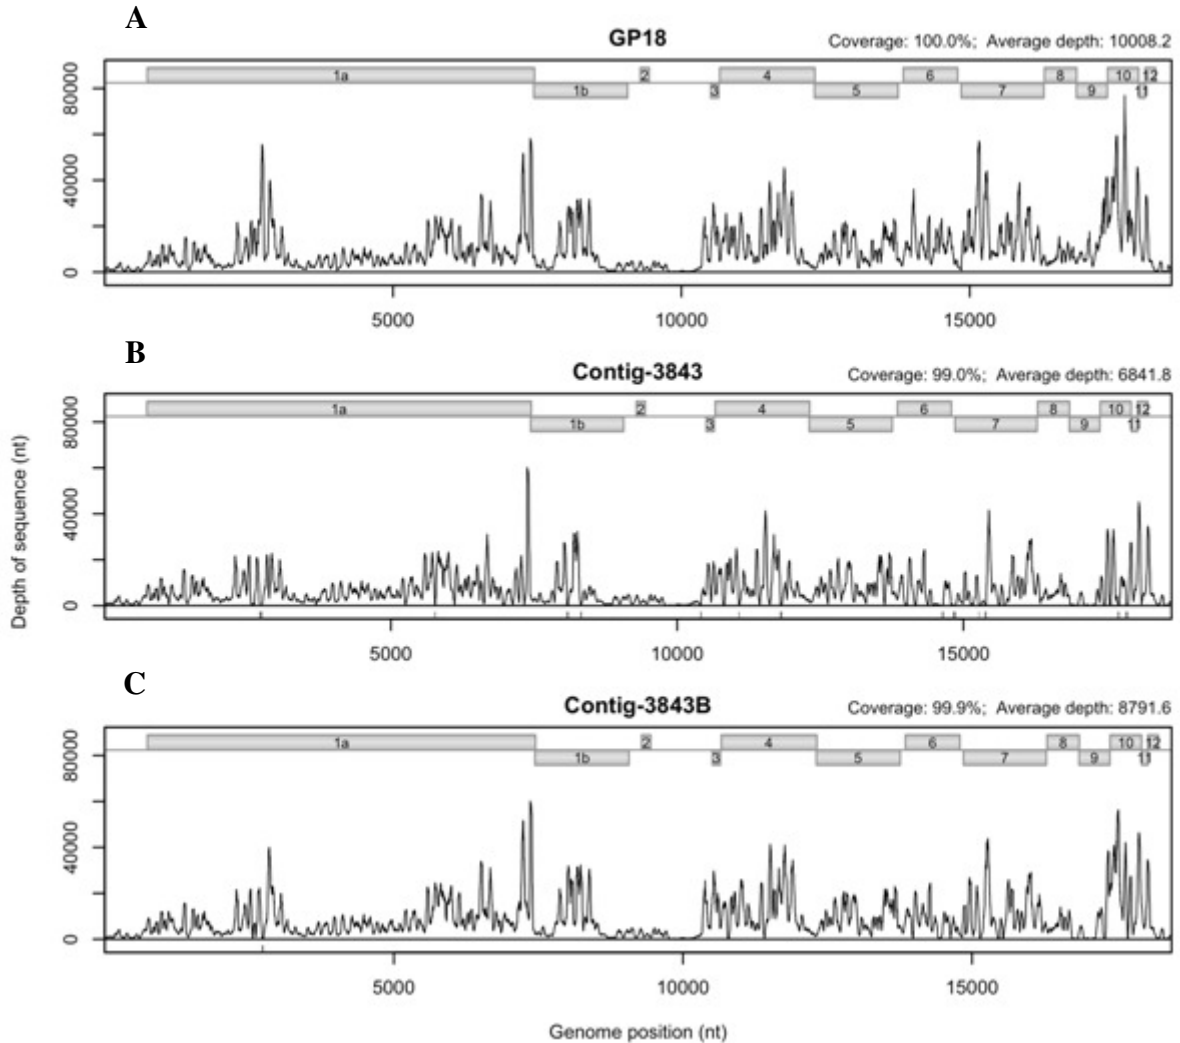 A
GP18
Coverage: 100.0%; Average depth: 10008.2
1a 2 4 6 8 10 12
1b 3 5 7 9 11
80000
40000
0
5000 10000 15000
B
Contig-3843
Coverage: 99.0%; Average depth: 6841.8
1a 2 4 6 8 10 12
1b 3 5 7 9 11
80000
40000
0
5000 10000 15000
Depth of sequence (nt)
C
Contig-3843B
Coverage: 99.9%; Average depth: 8791.6
1a 2 4 6 8 10 12
1b 3 5 7 9 11
80000
40000
0
5000 10000 15000
Genome position (nt)